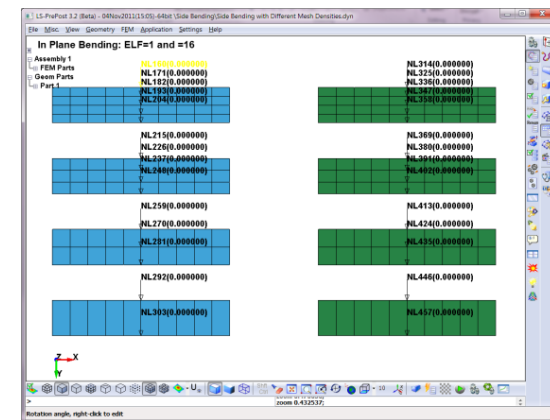 LS-PrePost 3.2 (Beta) - 04Nov2011(15:05)-64bit \Side Bending\Side Bending with Different Mesh Densities.dyn
File Misc. View Geometry FEM Application Settings Help
In Plane Bending: ELF=1 and =16
Assembly 1
FEM Parts
Geom Parts
Part 1
NL171(0.000000)
NL182(0.000000)
NL193(0.000000)
NL204(0.000000)
NL314(0.000000)
NL325(0.000000)
NL336(0.000000)
NL347(0.000000)
NL358(0.000000)
NL215(0.000000)
NL226(0.000000)
NL237(0.000000)
NL248(0.000000)
NL369(0.000000)
NL380(0.000000)
NL391(0.000000)
NL402(0.000000)
NL259(0.000000)
NL270(0.000000)
NL281(0.000000)
NL413(0.000000)
NL424(0.000000)
NL435(0.000000)
NL292(0.000000)
NL303(0.000000)
NL446(0.000000)
NL457(0.000000)
Z X
Y
>
zoom 0.432537;
Rotation angle, right-click to edit